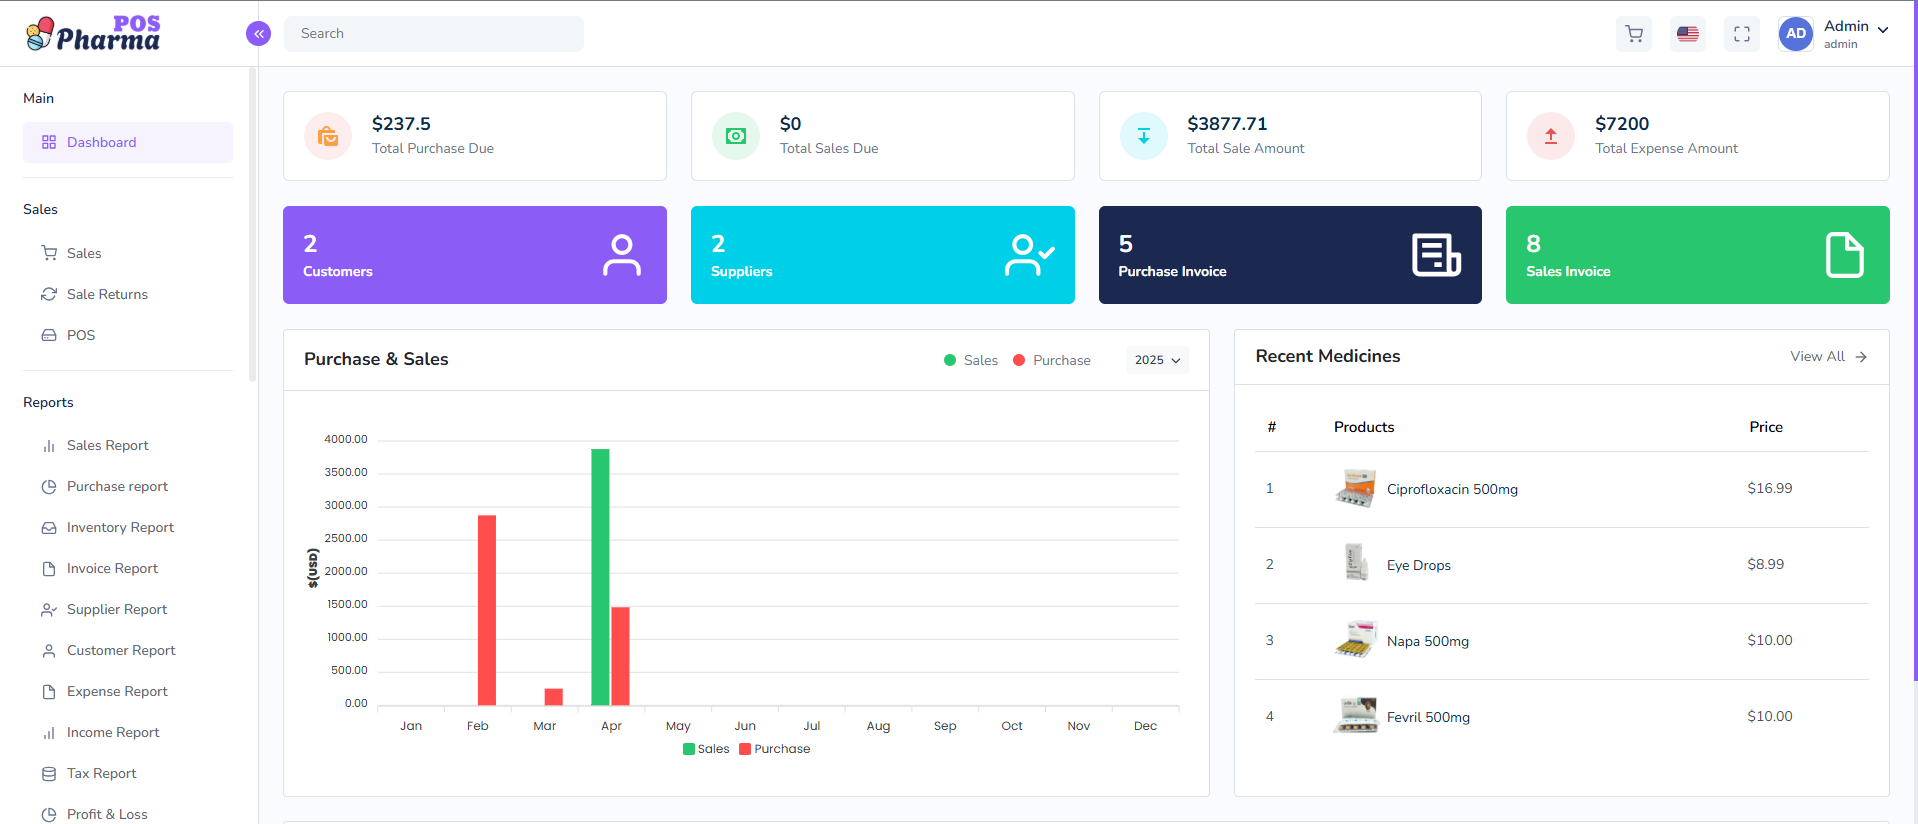 POS
Pharma
Search
AD
Admin
admin
Main
Dashboard
Sales
Sales
Sale Returns
POS
Reports
Sales Report
Purchase report
Inventory Report
Invoice Report
Supplier Report
Customer Report
Expense Report
Income Report
Tax Report
Profit & Loss
$237.5
Total Purchase Due
$0
Total Sales Due
$3877.71
Total Sale Amount
$7200
Total Expense Amount
2
Customers
2
Suppliers
5
Purchase Invoice
8
Sales Invoice
Purchase & Sales
Sales Purchase 2025
4000.00
3500.00
3000.00
2500.00
2000.00
1500.00
1000.00
500.00
0.00
$(USD)
Jan Feb Mar Apr May Jun Jul Aug Sep Oct Nov Dec
Sales Purchase
Recent Medicines
View All
# Products Price
1 Ciprofloxacin 500mg $16.99
2 Eye Drops $8.99
3 Napa 500mg $10.00
4 Fevril 500mg $10.00